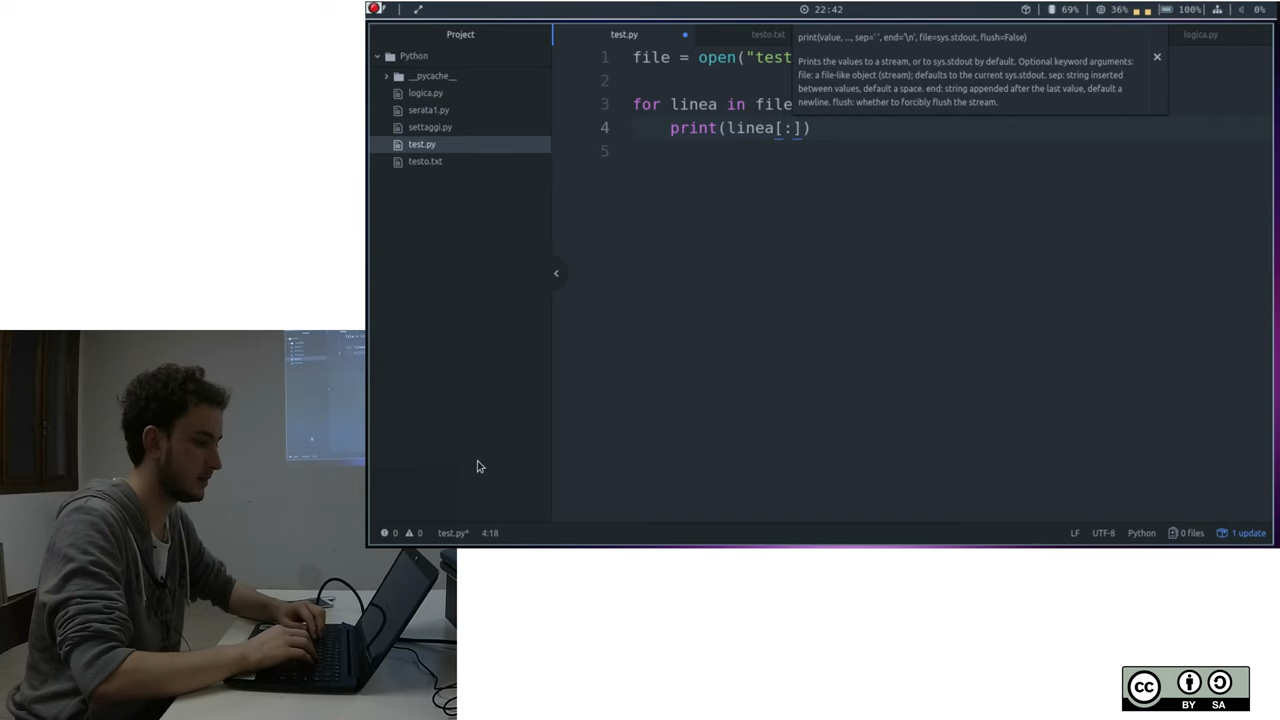 22:42
69%
36%
100%
0%
Project
Python
__pycache__
logica.py
serata1.py
settaggi.py
test.py
testo.txt
test.py
testo.txt
logica.py
1 file = open("test
2
3 for linea in file
4 print(linea[:])
5
print(value, ..., sep=' ', end='\n', file=sys.stdout, flush=False)
Prints the values to a stream, or to sys.stdout by default. Optional keyword arguments:
file: a file-like object (stream); defaults to the current sys.stdout. sep: string inserted
between values, default a space. end: string appended after the last value, default a
newline. flush: whether to forcibly flush the stream.
0 0 test.py* 4:18
LF UTF-8 Python 0 files 1 update
cc
BY SA